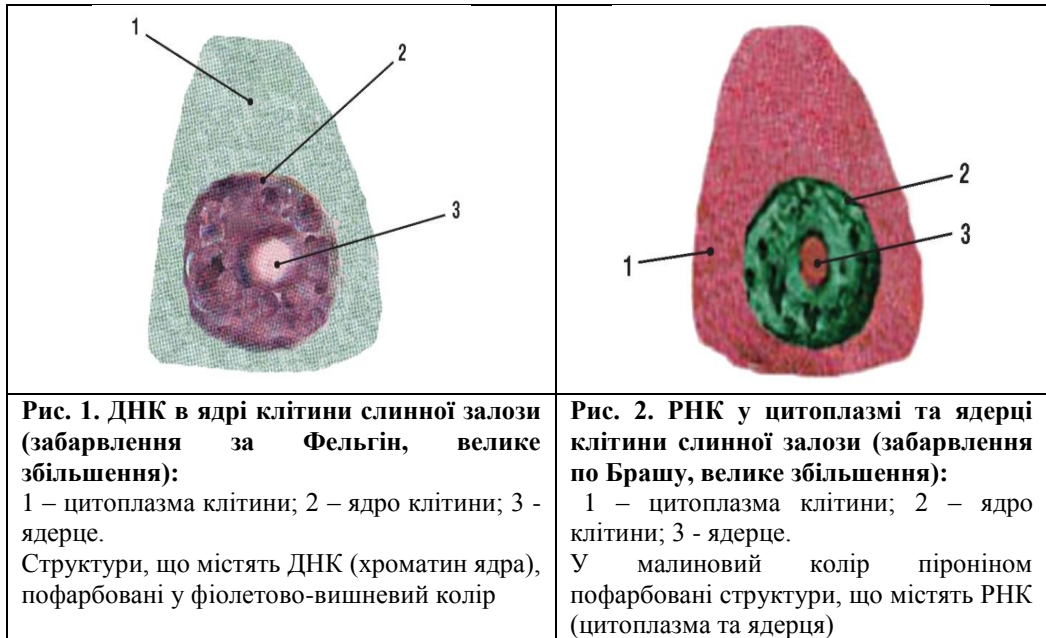 1
2
3
1
2
3
Рис. 1. ДНК в ядрі клітини слинної залози
(забарвлення за Фельгін, велике
збільшення):
1 – цитоплазма клітини; 2 – ядро клітини; 3 -
ядерце.
Структури, що містять ДНК (хроматин ядра),
пофарбовані у фіолетово-вишневий колір
Рис. 2. РНК у цитоплазмі та ядерці
клітини слинної залози (забарвлення
по Брашу, велике збільшення):
1 – цитоплазма клітини; 2 – ядро
клітини; 3 - ядерце.
У малиновий колір піроніном
пофарбовані структури, що містять РНК
(цитоплазма та ядерця)